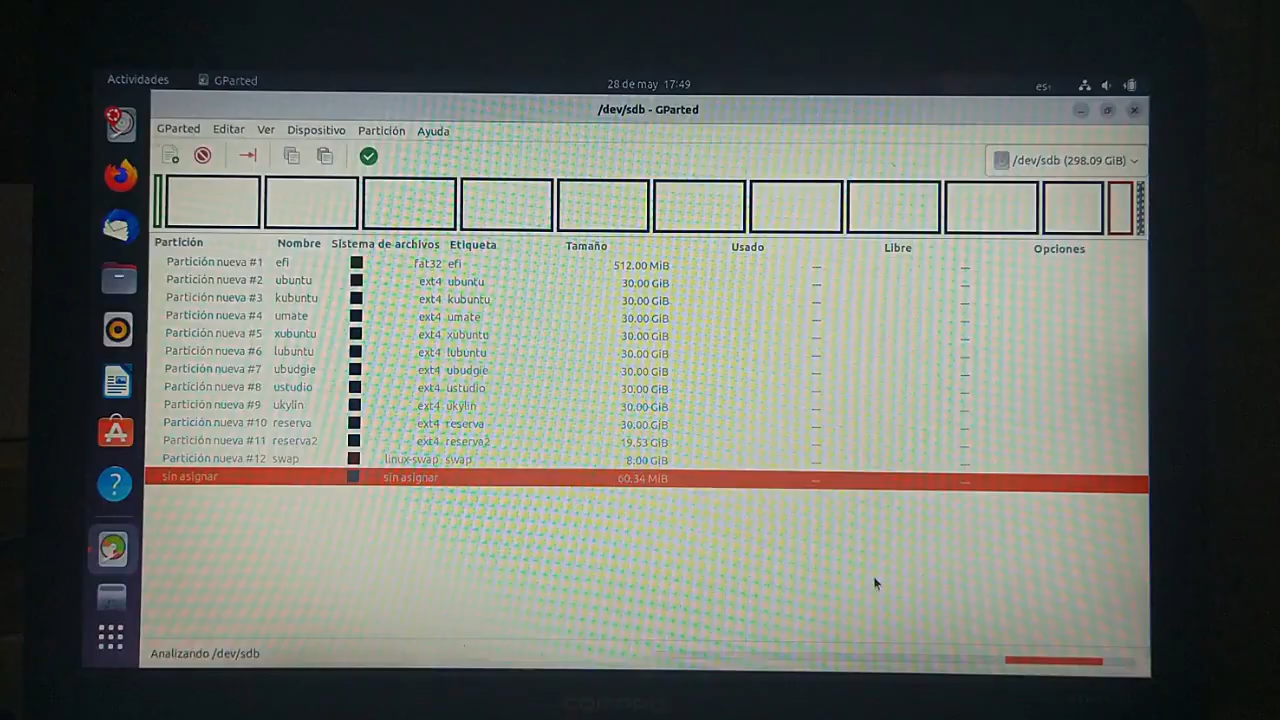 Actividades GParted 28 de may 17:49 es1
/dev/sdb - GParted
GParted Editar Ver Dispositivo Partición Ayuda
/dev/sdb (298.09 GiB)
Partición Nombre Sistema de archivos Etiqueta Tamaño Usado Libre Opciones
Partición nueva #1 efi fat32 efi 512.00 MiB — —
Partición nueva #2 ubuntu ext4 ubuntu 30.00 GiB — —
Partición nueva #3 kubuntu ext4 kubuntu 30.00 GiB — —
Partición nueva #4 umate ext4 umate 30.00 GiB — —
Partición nueva #5 xubuntu ext4 xubuntu 30.00 GiB — —
Partición nueva #6 lubuntu ext4 lubuntu 30.00 GiB — —
Partición nueva #7 ubudgie ext4 ubudgie 30.00 GiB — —
Partición nueva #8 ustudio ext4 ustudio 30.00 GiB — —
Partición nueva #9 ukylin ext4 ukylin 30.00 GiB — —
Partición nueva #10 reserva ext4 reserva 30.00 GiB — —
Partición nueva #11 reserva2 ext4 reserva2 19.53 GiB — —
Partición nueva #12 swap linux-swap swap 8.00 GiB — —
sin asignar sin asignar 60.34 MiB — —
Analizando /dev/sdb
COMPAQ